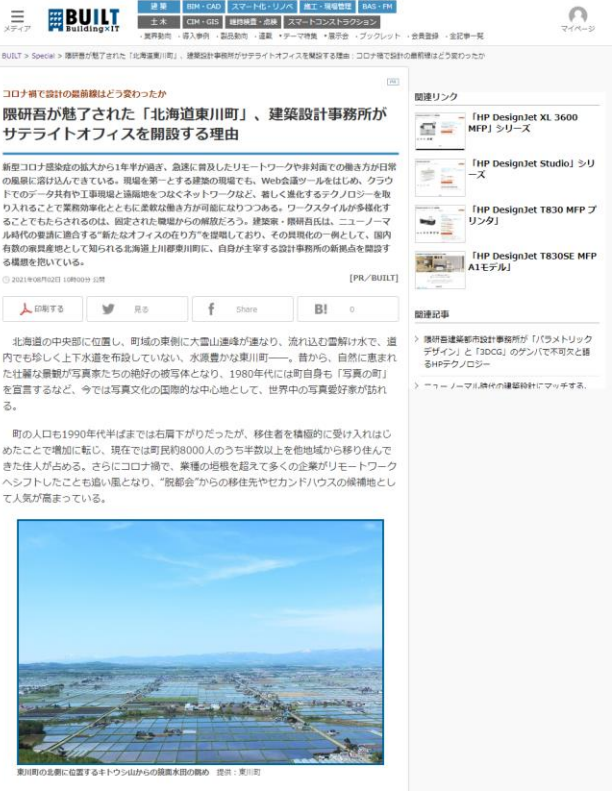 メディア
BUILT
Building×IT
建 築
BIM・CAD
スマート化・リノベ
施工・現場管理
BAS・FM
土 木
CIM・GIS
維持検査・点検
スマートコンストラクション
・業界動向 ・導入事例 ・製品動向 ・連載 ・テーマ特集 ・展示会 ・ブックレット ・会員登録 ・全記事一覧
マイページ
BUILT > Special > 隈研吾が魅了された「北海道東川町」、建築設計事務所がサテライトオフィスを開設する理由：コロナ禍で設計の最前線はどう変わったか
PR
コロナ禍で設計の最前線はどう変わったか
隈研吾が魅了された「北海道東川町」、建築設計事務所が
サテライトオフィスを開設する理由
新型コロナ感染症の拡大から1年半が過ぎ、急速に普及したリモートワークや非対面での働き方が日常
の風景に溶け込んできている。現場を第一とする建築の現場でも、Web会議ツールをはじめ、クラウ
ドでのデータ共有や工事現場と遠隔地をつなぐネットワークなど、著しく進化するテクノロジーを取
り入れることで業務効率化とともに柔軟な働き方が可能になりつつある。ワークスタイルが多様化す
ることでもたらされるのは、固定された職場からの解放だろう。建築家・隈研吾氏は、ニューノーマ
ル時代の要請に適合する“新たなオフィスの在り方”を提唱しており、その具現化の一例として、国内
有数の家具産地として知られる北海道上川郡東川町に、自身が主宰する設計事務所の新拠点を開設す
る構想を抱いている。
2021年08月02日 10時00分 公開
[PR／BUILT]
印刷する
見る
Share
B! 0
北海道の中央部に位置し、町域の東側に大雪山連峰が連なり、流れ込む雪解け水で、道
内でも珍しく上下水道を布設していない、水源豊かな東川町――。昔から、自然に恵まれ
た壮麗な景観が写真家たちの絶好の被写体となり、1980年代には町自身も「写真の町」
を宣言するなど、今では写真文化の国際的な中心地として、世界中の写真愛好家が訪れ
る。
町の人口も1990年代半ばまでは右肩下がりだったが、移住者を積極的に受け入れはじ
めたことで増加に転じ、現在では町民約8000人のうち半数以上を他地域から移り住んで
きた住人が占める。さらにコロナ禍で、業種の垣根を超えて多くの企業がリモートワーク
へシフトしたことも追い風となり、“脱都会”からの移住先やセカンドハウスの候補地とし
て人気が高まっている。
東川町の北側に位置するキトウシ山からの鏡面水田の眺め 提供：東川町
関連リンク
「HP DesignJet XL 3600
MFP」シリーズ
「HP DesignJet Studio」シリ
ーズ
「HP DesignJet T830 MFP プ
リンタ」
「HP DesignJet T830SE MFP
A1モデル」
関連記事
隈研吾建築都市設計事務所が「パラメトリック
デザイン」と「3DCG」のゲンバで不可欠と語
るHPテクノロジー
ニューノーマル時代の建築設計にマッチする、